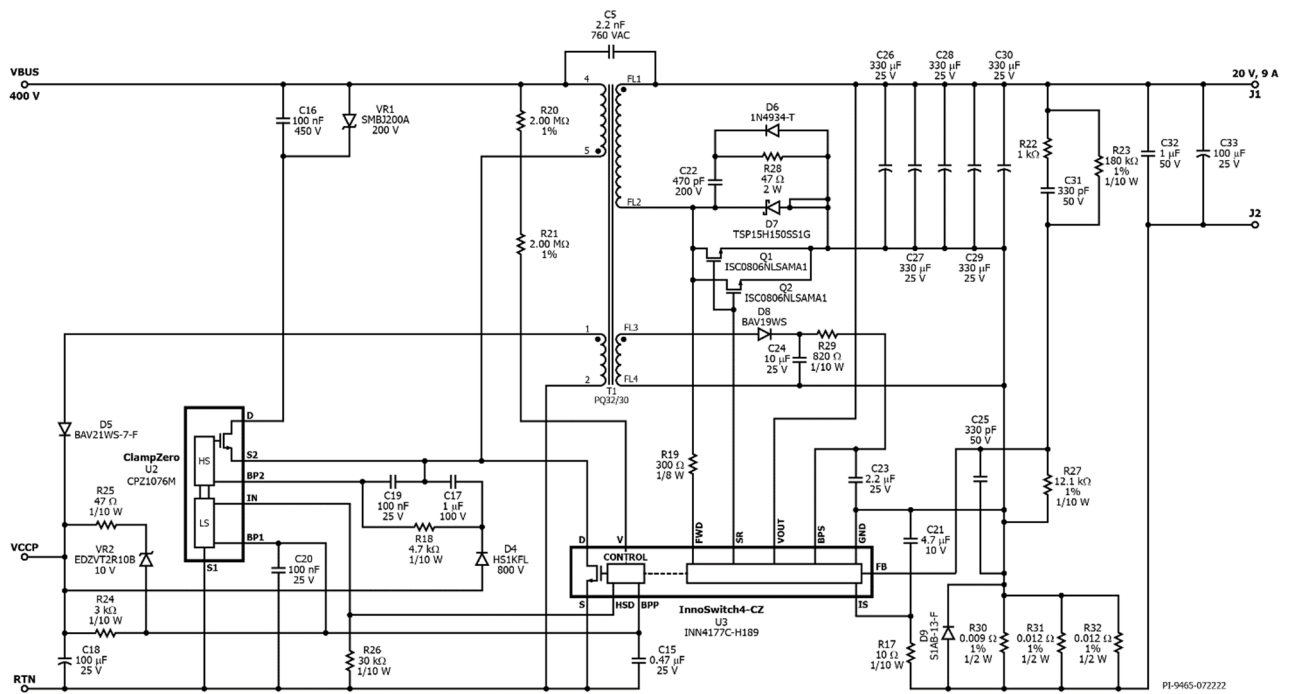 C5
2.2 nF
760 VAC
VBUS
400 V
C16
100 nF
450 V
VR1
SMBJ200A
200 V
R20
2.00 MΩ
1%
R21
2.00 MΩ
1%
4
5
FL1
FL2
D6
1N4934-T
R28
47 Ω
2 W
C22
470 pF
200 V
D7
TSP15H150SS1G
Q1
ISC0806NLSAMA1
Q2
ISC0806NLSAMA1
C26
330 µF
25 V
C28
330 µF
25 V
C30
330 µF
25 V
C27
330 µF
25 V
C29
330 µF
25 V
R22
1 kΩ
C31
330 pF
50 V
R23
180 kΩ
1%
1/10 W
C32
1 µF
50 V
C33
100 µF
25 V
20 V, 9 A
J1
J2
1
2
FL3
FL4
T1
PQ32/30
D8
BAV19WS
C24
10 µF
25 V
R29
820 Ω
1/10 W
D5
BAV21WS-7-F
ClampZero
U2
CPZ1076M
HS
LS
D
S2
BP2
IN
BP1
S1
C19
100 nF
25 V
C17
1 µF
100 V
R18
4.7 kΩ
1/10 W
D4
HS1KFL
800 V
R25
47 Ω
1/10 W
VR2
EDZVT2R10B
10 V
VCCP
R24
3 kΩ
1/10 W
C18
100 µF
25 V
RTN
C20
100 nF
25 V
R26
30 kΩ
1/10 W
C15
0.47 µF
25 V
R19
300 Ω
1/8 W
C23
2.2 µF
25 V
C25
330 pF
50 V
R27
12.1 kΩ
1%
1/10 W
C21
4.7 µF
10 V
D
V
FWD
SR
VOUT
BPS
GND
CONTROL
FB
S
HSD
BPP
IS
InnoSwitch4-CZ
U3
INN4177C-H189
R17
10 Ω
1/10 W
D9
S1AB-13-F
R30
0.009 Ω
1%
1/2 W
R31
0.012 Ω
1%
1/2 W
R32
0.012 Ω
1%
1/2 W
PI-9465-072222